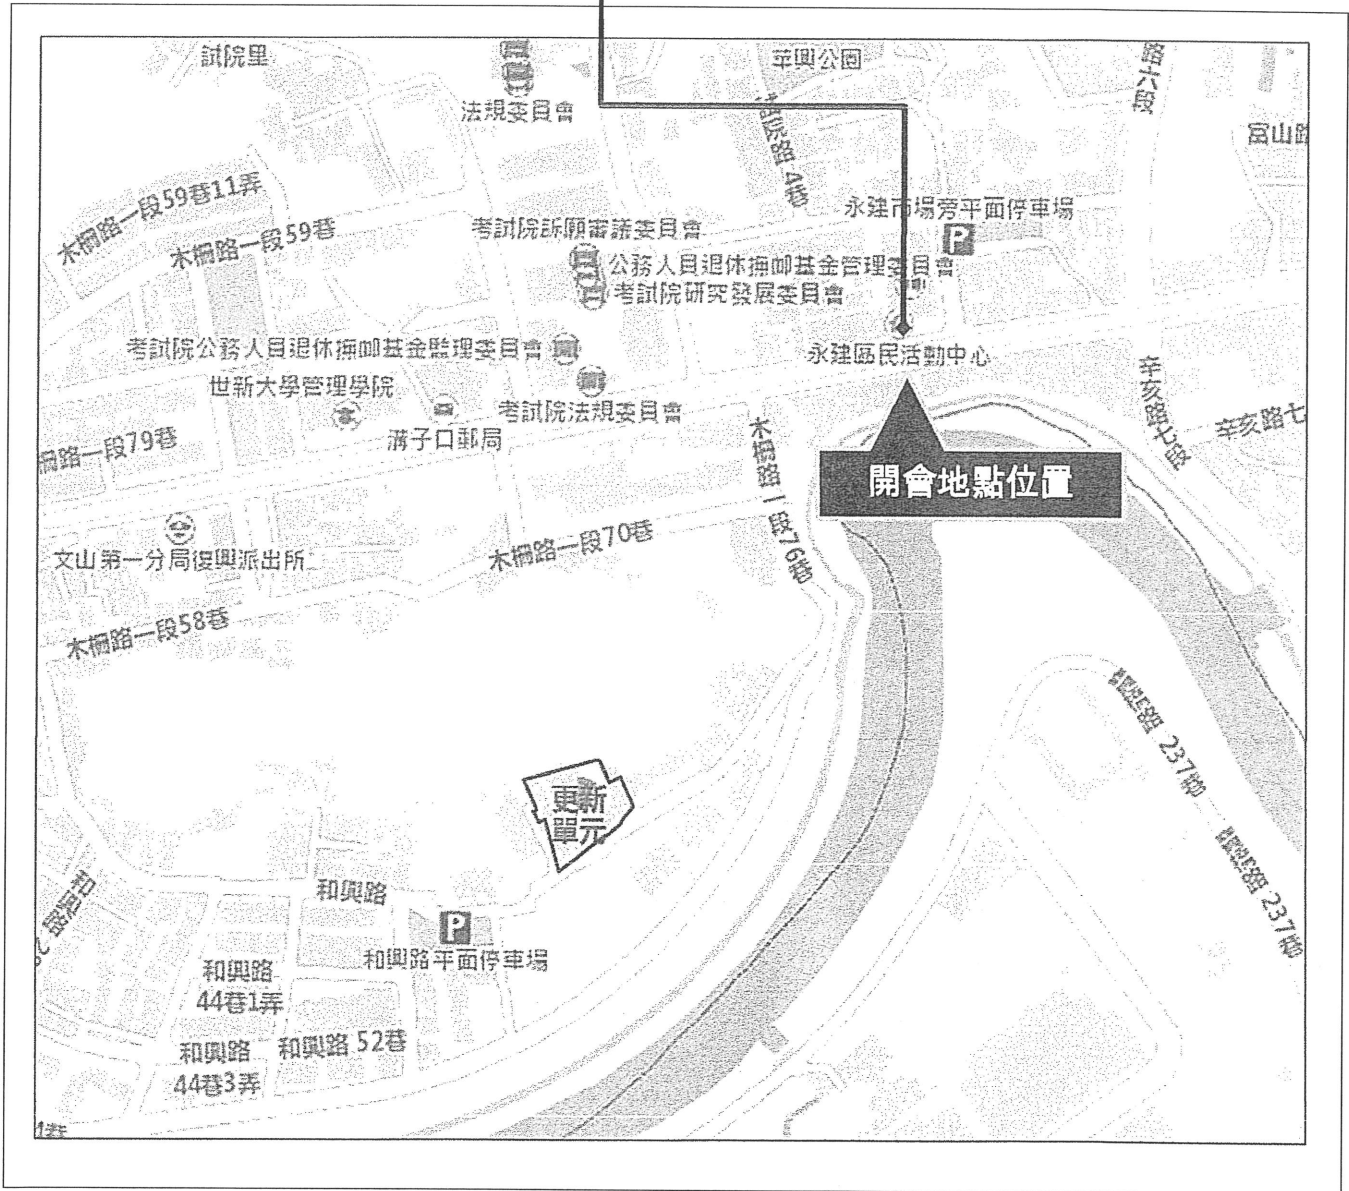 試院里
法規委員會
萃興公園
路六段
富山路
試院路 4巷
木柵路一段59巷11弄
木柵路一段59巷
考試院訴願審議委員會
永建市場旁平面停車場
P
公務人員退休撫卹基金管理委員會
考試院研究發展委員會
考試院公務人員退休撫卹基金監理委員會
永建區民活動中心
世新大學管理學院
考試院法規委員會
溝子口郵局
辛亥路七段
辛亥路七
柵路一段79巷
木柵路一段76巷
開會地點位置
文山第一分局復興派出所
木柵路一段70巷
木柵路一段58巷
237巷
237巷
更新
單元
和興路
P
和興路平面停車場
和興路
44巷1弄
和興路 52巷
和興路
44巷3弄